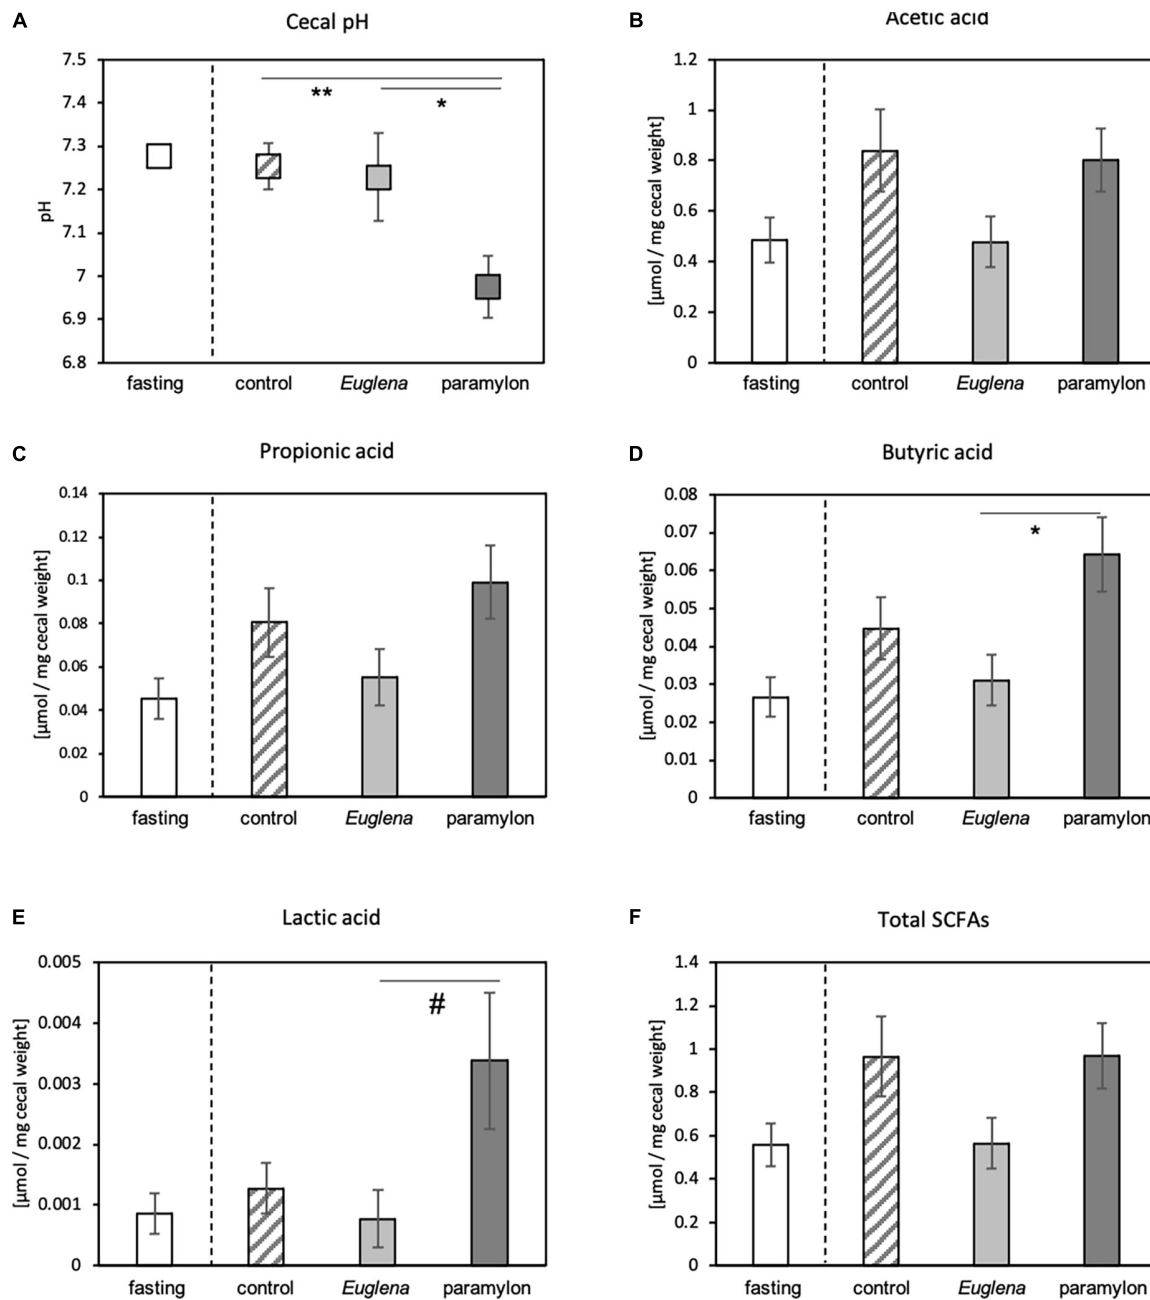 A
Cecal pH
7.5
7.4
7.3
7.2
7.1
7
6.9
6.8
pH
**
*
fasting control Euglena paramylon
B
Acetic acid
1.2
1
0.8
0.6
0.4
0.2
0
[µmol / mg cecal weight]
fasting control Euglena paramylon
C
Propionic acid
0.14
0.12
0.1
0.08
0.06
0.04
0.02
0
[µmol / mg cecal weight]
fasting control Euglena paramylon
D
Butyric acid
0.08
0.07
0.06
0.05
0.04
0.03
0.02
0.01
0
[µmol / mg cecal weight]
*
fasting control Euglena paramylon
E
Lactic acid
0.005
0.004
0.003
0.002
0.001
0
[µmol / mg cecal weight]
#
fasting control Euglena paramylon
F
Total SCFAs
1.4
1.2
1
0.8
0.6
0.4
0.2
0
[µmol / mg cecal weight]
fasting control Euglena paramylon